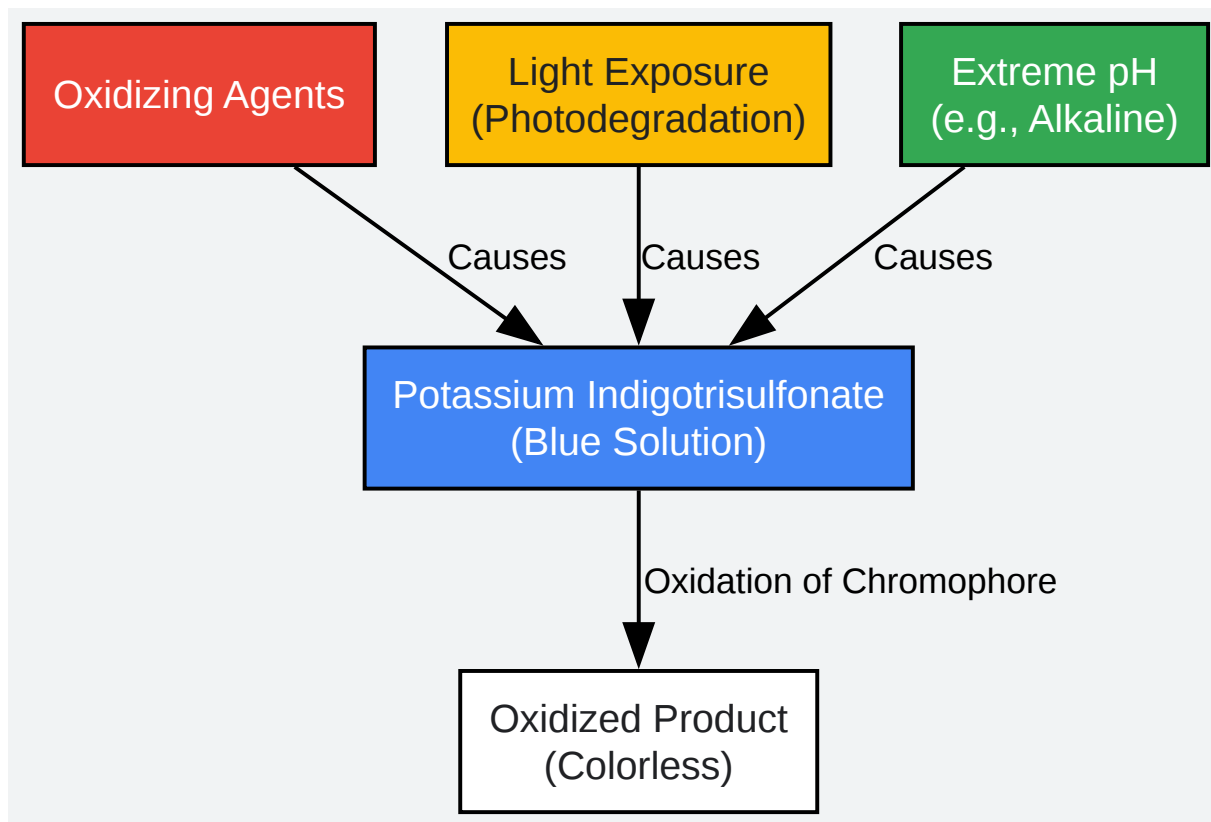 Oxidizing Agents
Light Exposure
(Photodegradation)
Extreme pH
(e.g., Alkaline)
Causes
Causes
Causes
Potassium Indigotrisulfonate
(Blue Solution)
Oxidation of Chromophore
Oxidized Product
(Colorless)